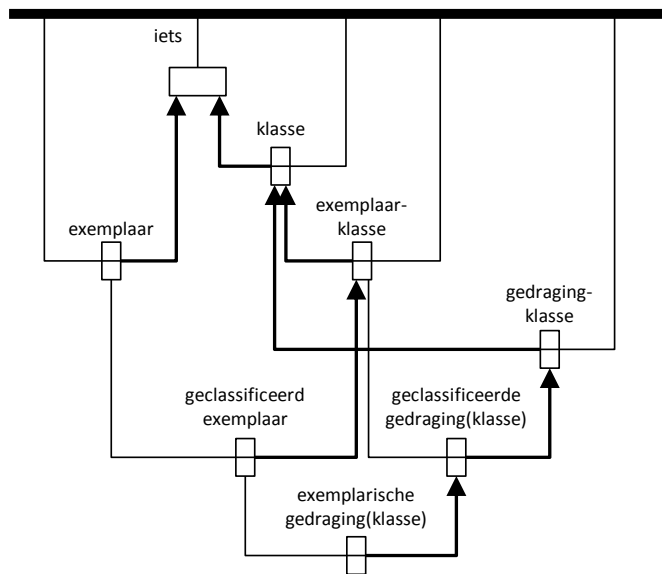 iets
klasse
exemplaar-
klasse
exemplaar
gedraging-
klasse
geclassificeerd
exemplaar
geclassificeerde
gedraging(klasse)
exemplarische
gedraging(klasse)